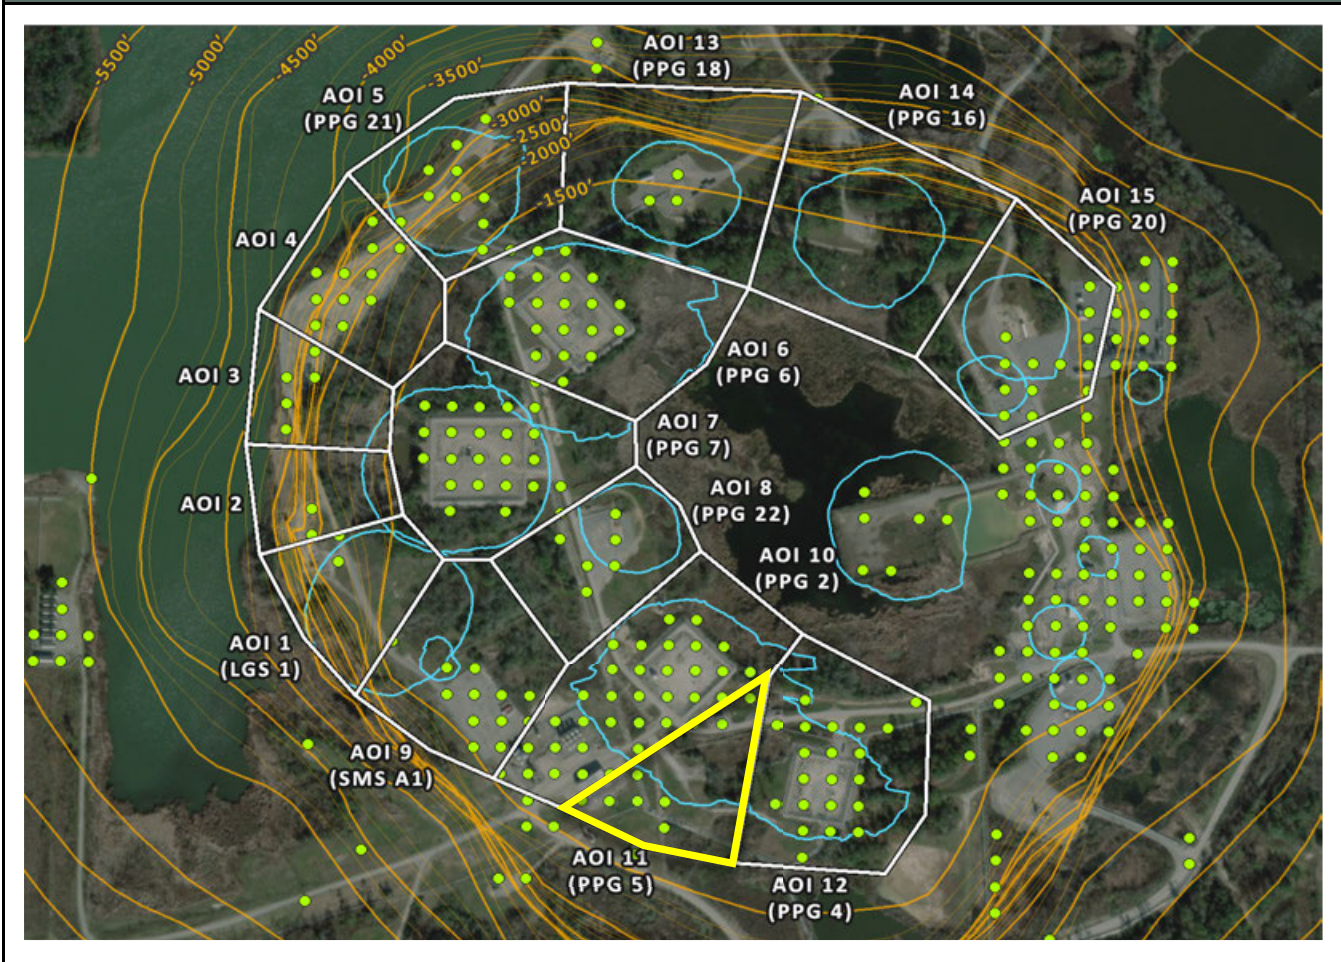 -5500'
-5000'
-4500'
-4000'
-3500'
-3000'
-2500'
-2000'
-1500'
AOI 13
(PPG 18)
AOI 5
(PPG 21)
AOI 14
(PPG 16)
AOI 15
(PPG 20)
AOI 4
AOI 6
(PPG 6)
AOI 3
AOI 7
(PPG 7)
AOI 8
(PPG 22)
AOI 2
AOI 10
(PPG 2)
AOI 1
(LGS 1)
AOI 9
(SMS A1)
AOI 11
(PPG 5)
AOI 12
(PPG 4)